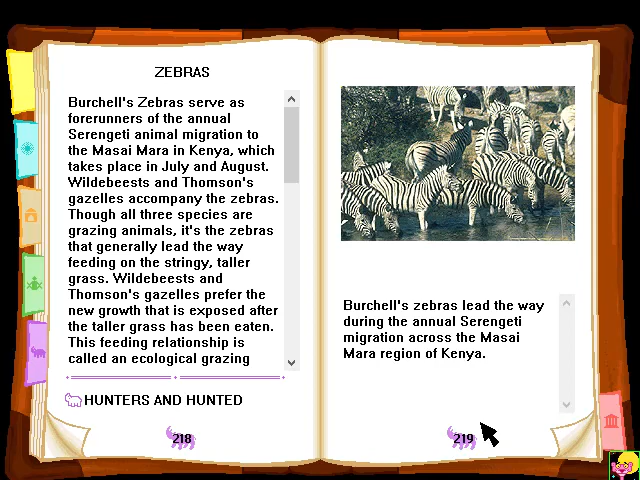 ZEBRAS
Burchell's Zebras serve as
forerunners of the annual
Serengeti animal migration to
the Masai Mara in Kenya, which
takes place in July and August.
Wildebeests and Thomson's
gazelles accompany the zebras.
Though all three species are
grazing animals, it's the zebras
that generally lead the way
feeding on the stringy, taller
grass. Wildebeests and
Thomson's gazelles prefer the
new growth that is exposed after
the taller grass has been eaten.
This feeding relationship is
called an ecological grazing
HUNTERS AND HUNTED
218
Burchell's zebras lead the way
during the annual Serengeti
migration across the Masai
Mara region of Kenya.
219